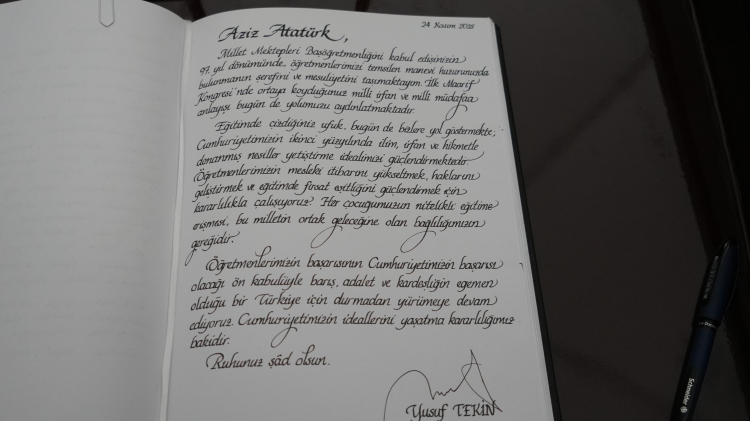 24 Kasım 2025
Aziz Atatürk,
Millet Mektepleri Başöğretmenliğini kabul edişinizin
97. yıl dönümünde, öğretmenlerimizi temsilen manevi huzurunuzda
bulunmanın şerefini ve mesuliyetini taşımaktayım. İlk Maarif
Kongresi'nde ortaya koyduğunuz milli irfan ve milli müdafaa
anlayışı bugün de yolumuzu aydınlatmaktadır.
Eğitimde çizdiğiniz ufuk, bugün de bizlere yol göstermekte;
Cumhuriyetimizin ikinci yüzyılında ilim, irfan ve hikmetle
donanmış nesiller yetiştirme idealimizi güçlendirmektedir.
Öğretmenlerimizin mesleki itibarını yükseltmek, haklarını
geliştirmek ve eğitimde fırsat eşitliğini güçlendirmek için
kararlılıkla çalışıyoruz. Her çocuğumuzun nitelikli eğitime
erişmesi, bu milletin ortak geleceğine olan bağlılığımızın
gereğidir.
Öğretmenlerimizin başarısının Cumhuriyetimizin başarısı
olacağı ön kabulüyle barış, adalet ve kardeşliğin egemen
olduğu bir Türkiye için durmadan yürümeye devam
ediyoruz. Cumhuriyetimizin ideallerini yaşatma kararlılığımız
bakidir.
Ruhunuz şâd olsun.
Yusuf TEKİN
Schneider